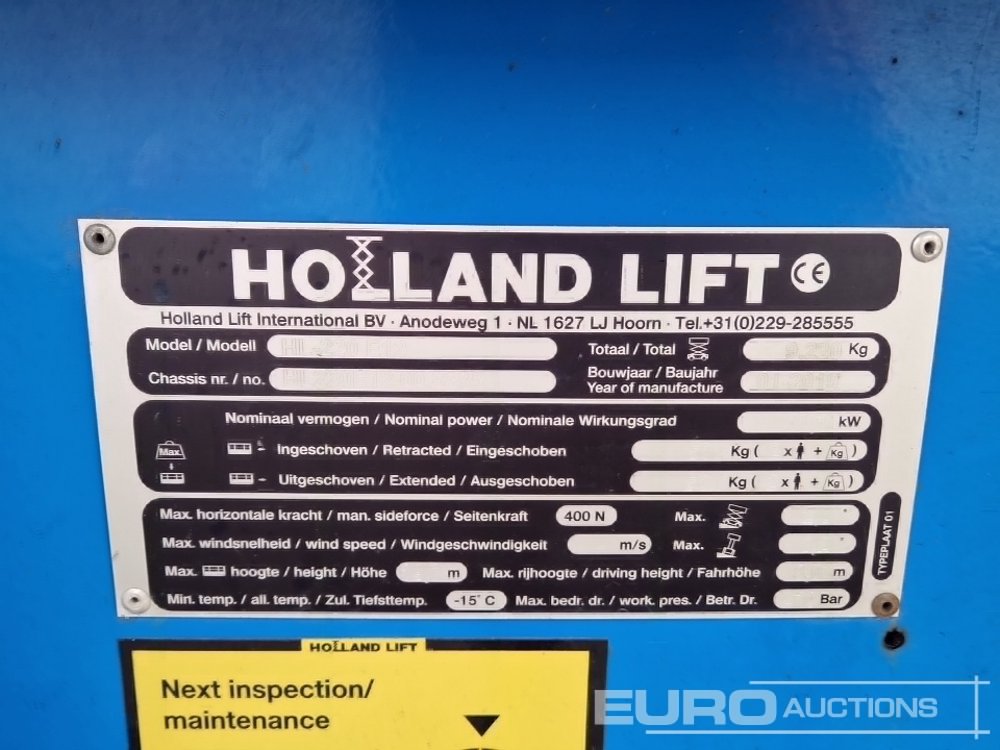 HOLLAND LIFT CE
Holland Lift International BV · Anodeweg 1 · NL 1627 LJ Hoorn · Tel.+31(0)229-285555
Model / Modell
Totaal / Total Kg
Chassis nr. / no.
Bouwjaar / Baujahr
Year of manufacture
Nominaal vermogen / Nominal power / Nominale Wirkungsgrad kW
Max. Ingeschoven / Retracted / Eingeschoben Kg ( x + Kg )
Uitgeschoven / Extended / Ausgeschoben Kg ( x + Kg )
Max. horizontale kracht / man. sideforce / Seitenkraft 400 N Max. °
Max. windsnelheid / wind speed / Windgeschwindigkeit m/s Max. °
Max. hoogte / height / Höhe m Max. rijhoogte / driving height / Fahrhöhe m
Min. temp. / all. temp. / Zul. Tiefsttemp. -15° C Max. bedr. dr. / work. pres. / Betr. Dr. Bar
TYPEPLAAT 01
HOLLAND LIFT
Next inspection/
maintenance
EURO AUCTIONS